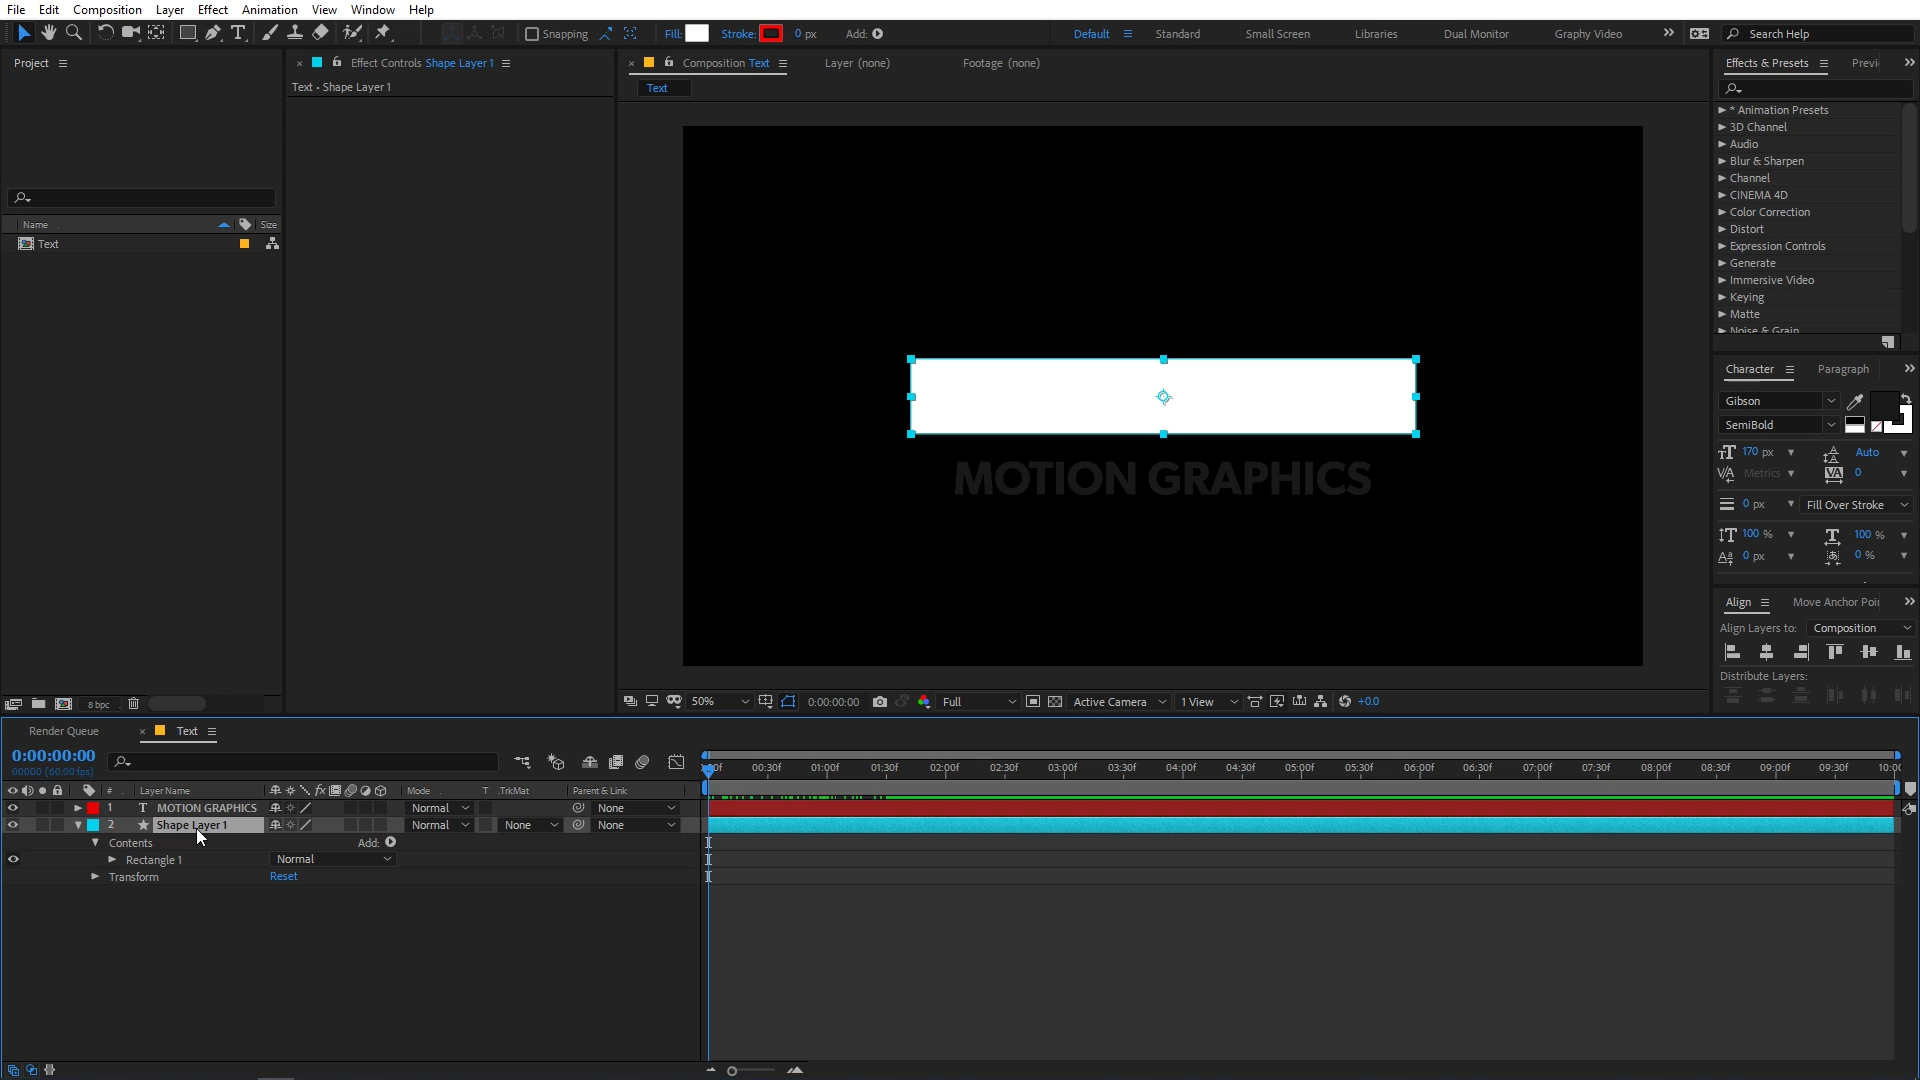 File Edit Composition Layer Effect Animation View Window Help
Snapping Fill: Stroke: 0 px Add: Default Standard Small Screen Libraries Dual Monitor Graphy Video Search Help
Project
Effect Controls Shape Layer 1
Composition Text Layer (none) Footage (none)
Effects & Presets
Text • Shape Layer 1
Text
* Animation Presets
3D Channel
Audio
Blur & Sharpen
Channel
CINEMA 4D
Color Correction
Distort
Expression Controls
Generate
Immersive Video
Keying
Matte
Noise & Grain
Name Size
Text
MOTION GRAPHICS
Character Paragraph
Gibson
SemiBold
170 px Auto
Metrics 0
0 px Fill Over Stroke
100 % 100 %
0 px 0 %
Align Move Anchor Poi
Align Layers to: Composition
Distribute Layers:
8 bpc
50% 0:00:00:00 Full Active Camera 1 View +0.0
Render Queue Text
0:00:00:00
00000 (60.00 fps)
00:30f 01:00f 01:30f 02:00f 02:30f 03:00f 03:30f 04:00f 04:30f 05:00f 05:30f 06:00f 06:30f 07:00f 07:30f 08:00f 08:30f 09:00f 09:30f 10:0
# Layer Name Mode T .TrkMat Parent & Link
1 T MOTION GRAPHICS Normal None
2 Shape Layer 1 Normal None None
Contents Add:
Rectangle 1 Normal
Transform Reset